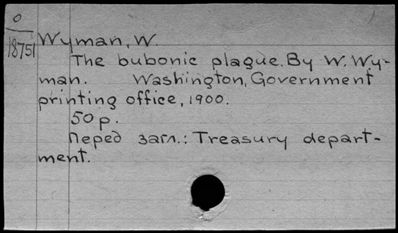 0
18751
Wyman, W.
The bubonic plague. By W. Wy-
man. Washington, Government
printing office, 1900.
50 p.
Перед загл.: Treasury depart-
ment.